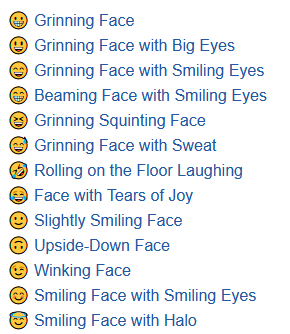 😀 Grinning Face
😃 Grinning Face with Big Eyes
😄 Grinning Face with Smiling Eyes
😁 Beaming Face with Smiling Eyes
😆 Grinning Squinting Face
😅 Grinning Face with Sweat
🤣 Rolling on the Floor Laughing
😂 Face with Tears of Joy
🙂 Slightly Smiling Face
🙃 Upside-Down Face
😉 Winking Face
😊 Smiling Face with Smiling Eyes
😇 Smiling Face with Halo